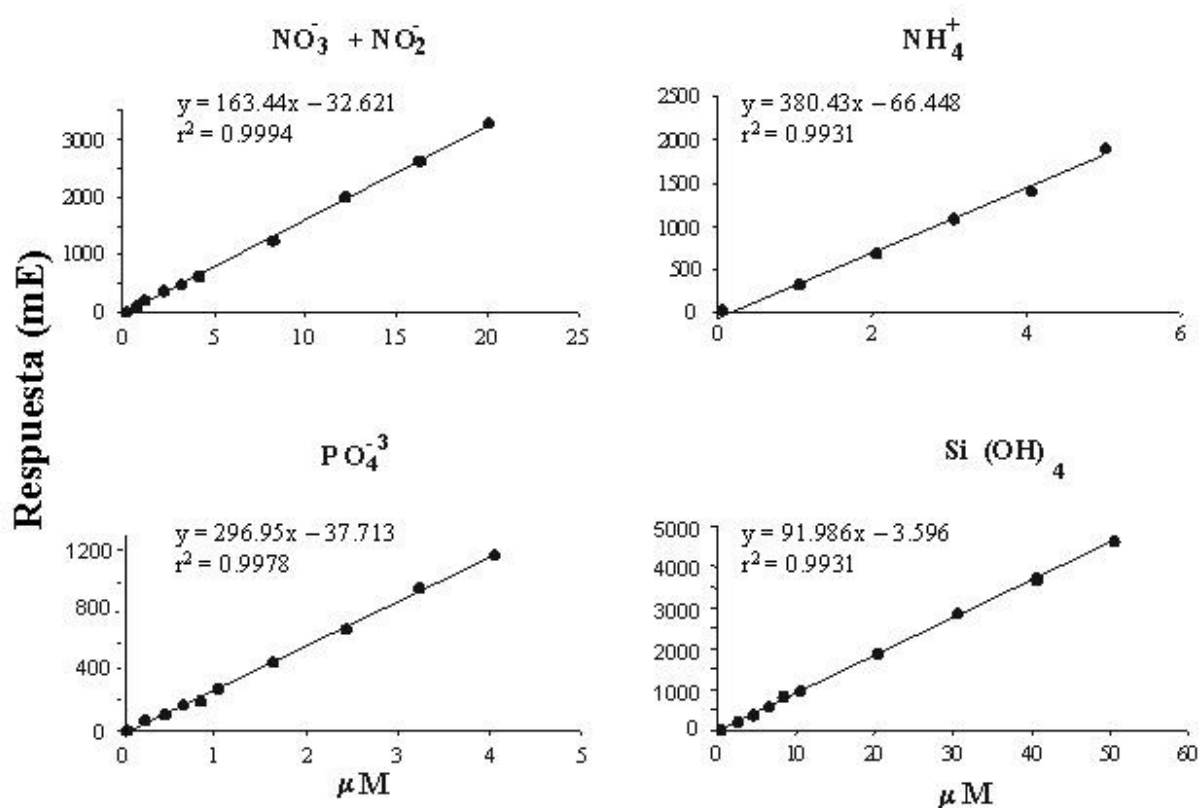 Respuesta (mE)
NO₃⁻ + NO₂⁻
y = 163.44x – 32.621
r² = 0.9994
3000
2000
1000
0
0 5 10 15 20 25
NH₄⁺
y = 380.43x – 66.448
r² = 0.9931
2500
2000
1500
1000
500
0
0 2 4 6
PO₄⁻³
y = 296.95x – 37.713
r² = 0.9978
1200
800
400
0
0 1 2 3 4 5
μM
Si (OH)₄
y = 91.986x – 3.596
r² = 0.9931
5000
4000
3000
2000
1000
0
0 10 20 30 40 50 60
μM